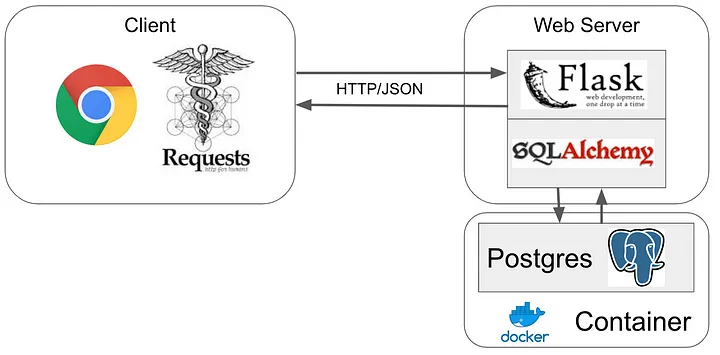 Client
Requests
http for humans
HTTP/JSON
Web Server
Flask
web development,
one drop at a time
SQLAlchemy
Postgres
docker
Container